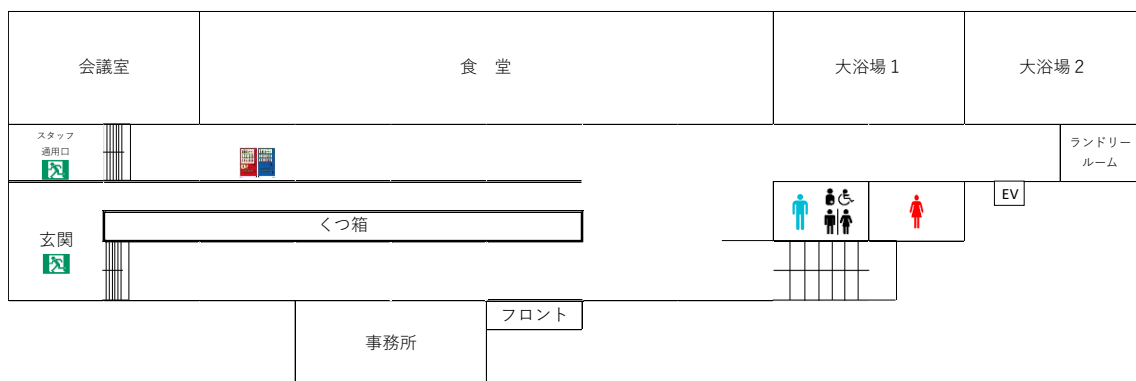 会議室
食　堂
大浴場１
大浴場２
スタッフ
通用口
ランドリー
ルーム
EV
くつ箱
玄関
フロント
事務所